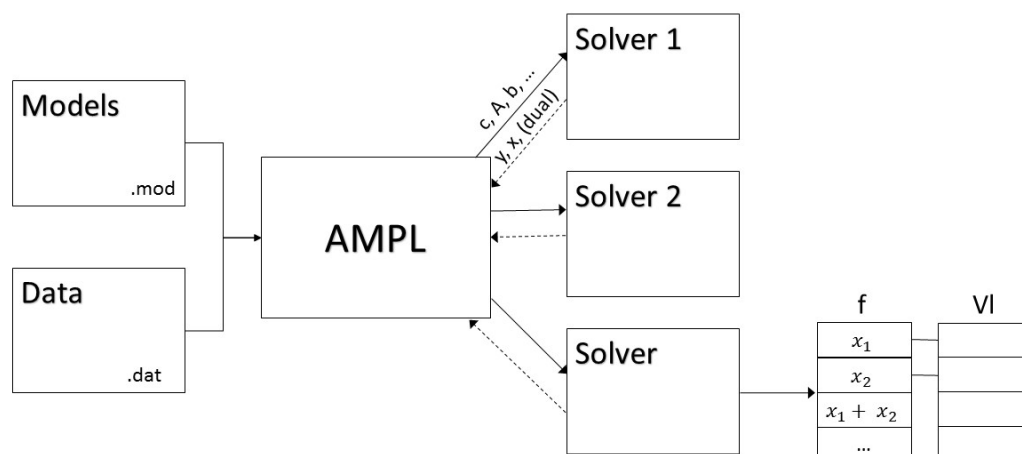 Models
.mod
Data
.dat
AMPL
c, A, b, ...
y, x, (dual)
Solver 1
Solver 2
Solver
f
Vl
x₁
x₂
x₁ + x₂
...